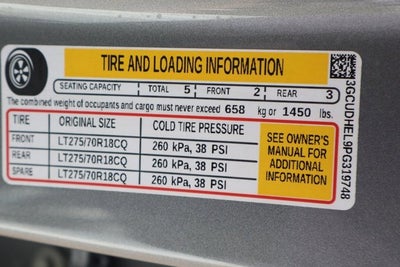 TIRE AND LOADING INFORMATION
SEATING CAPACITY TOTAL 5 FRONT 2 REAR 3
The combined weight of occupants and cargo must never exceed 658 kg or 1450 lbs.
TIRE ORIGINAL SIZE COLD TIRE PRESSURE
FRONT LT275/70R18CQ 260 kPa, 38 PSI
REAR LT275/70R18CQ 260 kPa, 38 PSI
SPARE LT275/70R18CQ 260 kPa, 38 PSI
SEE OWNER'S
MANUAL FOR
ADDITIONAL
INFORMATION
3GCUDHEL9PG319748